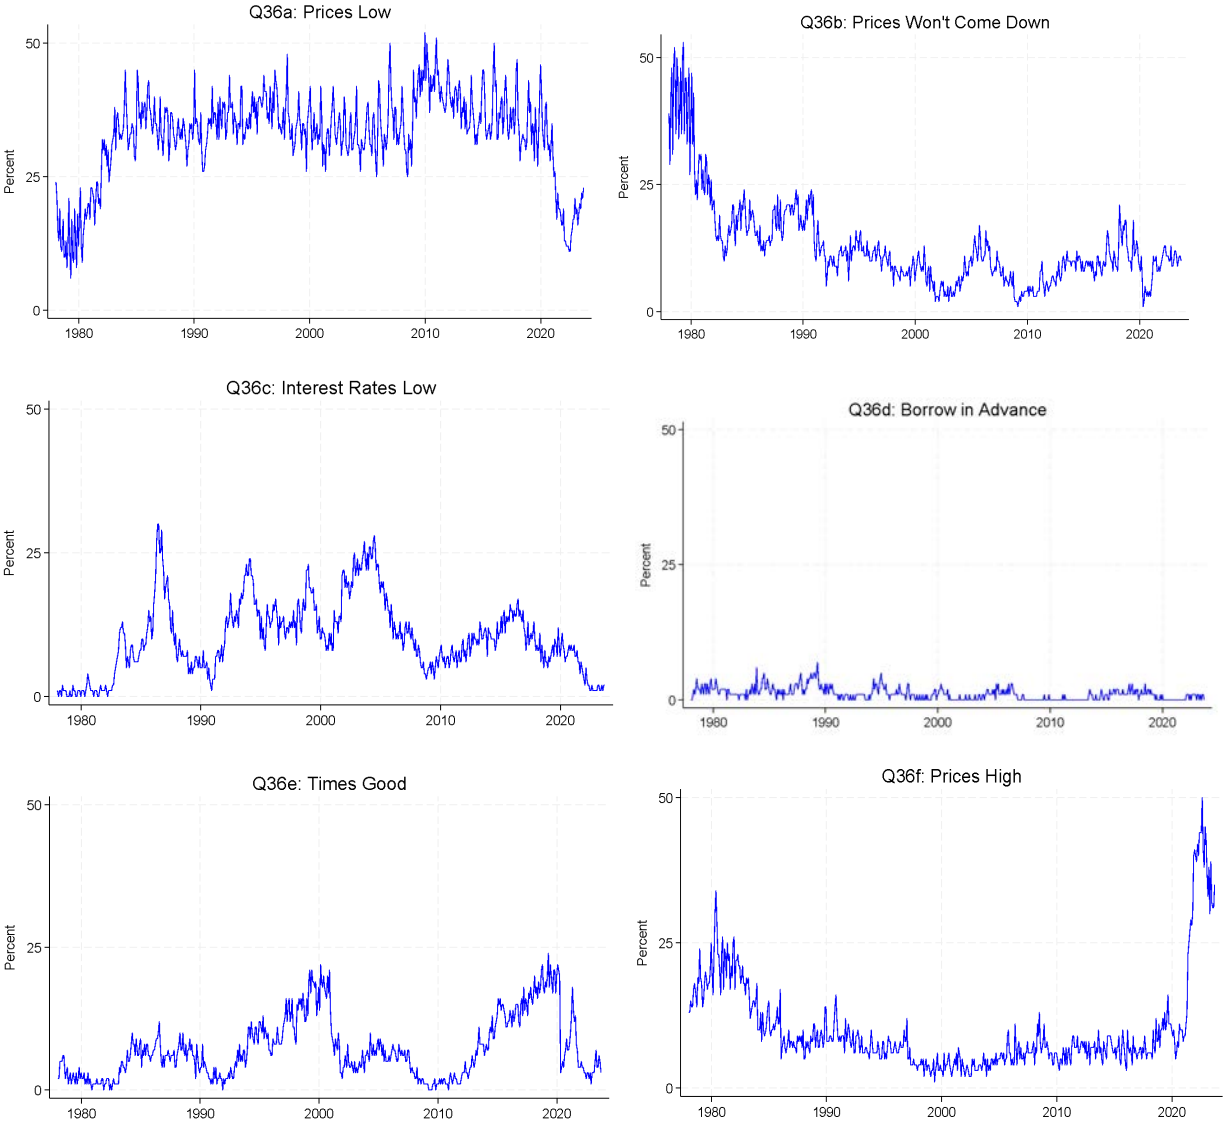 Q36a: Prices Low
Percent
50
25
0
1980 1990 2000 2010 2020
Q36b: Prices Won't Come Down
Percent
50
25
0
1980 1990 2000 2010 2020
Q36c: Interest Rates Low
Percent
50
25
0
1980 1990 2000 2010 2020
Q36d: Borrow in Advance
Percent
50
25
0
1980 1990 2000 2010 2020
Q36e: Times Good
Percent
50
25
0
1980 1990 2000 2010 2020
Q36f: Prices High
Percent
50
25
0
1980 1990 2000 2010 2020